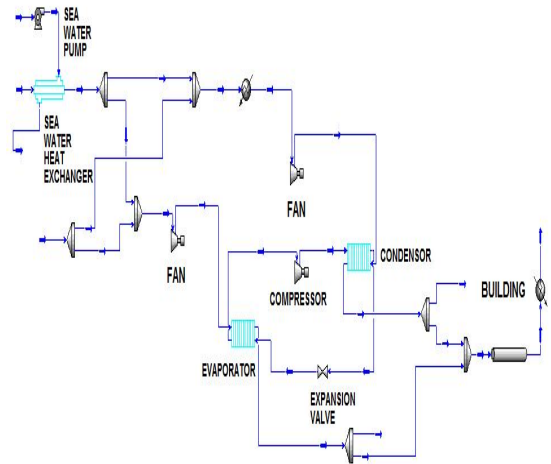 SEA
WATER
PUMP
SEA
WATER
HEAT
EXCHANGER
FAN
FAN
CONDENSOR
COMPRESSOR
BUILDING
EVAPORATOR
EXPANSION
VALVE